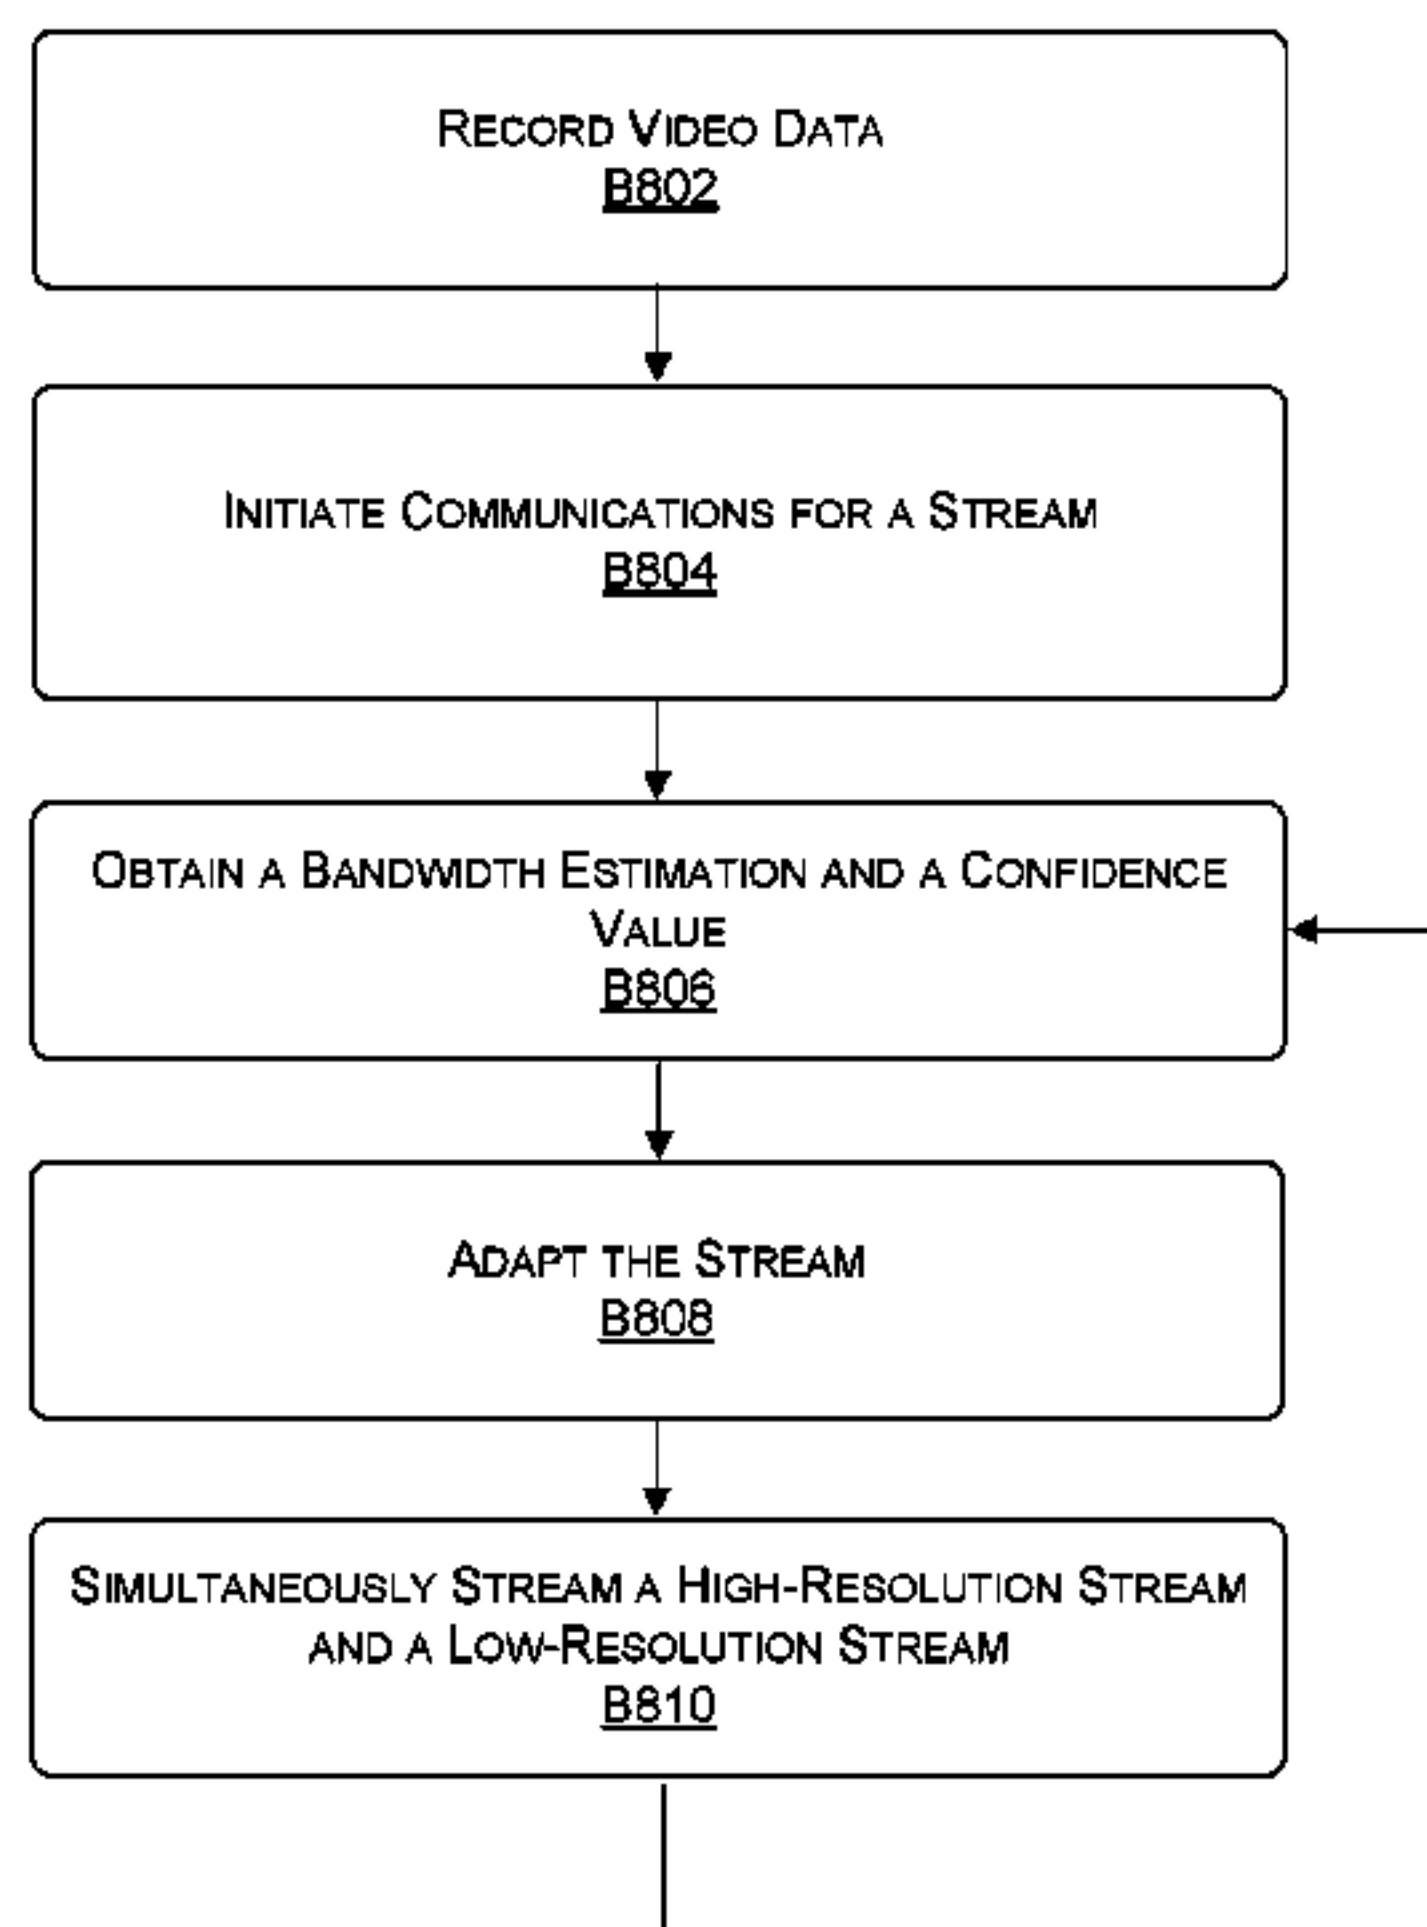 RECORD VIDEO DATA
B802
INITIATE COMMUNICATIONS FOR A STREAM
B804
OBTAIN A BANDWIDTH ESTIMATION AND A CONFIDENCE
VALUE
B806
ADAPT THE STREAM
B808
SIMULTANEOUSLY STREAM A HIGH-RESOLUTION STREAM
AND A LOW-RESOLUTION STREAM
B810